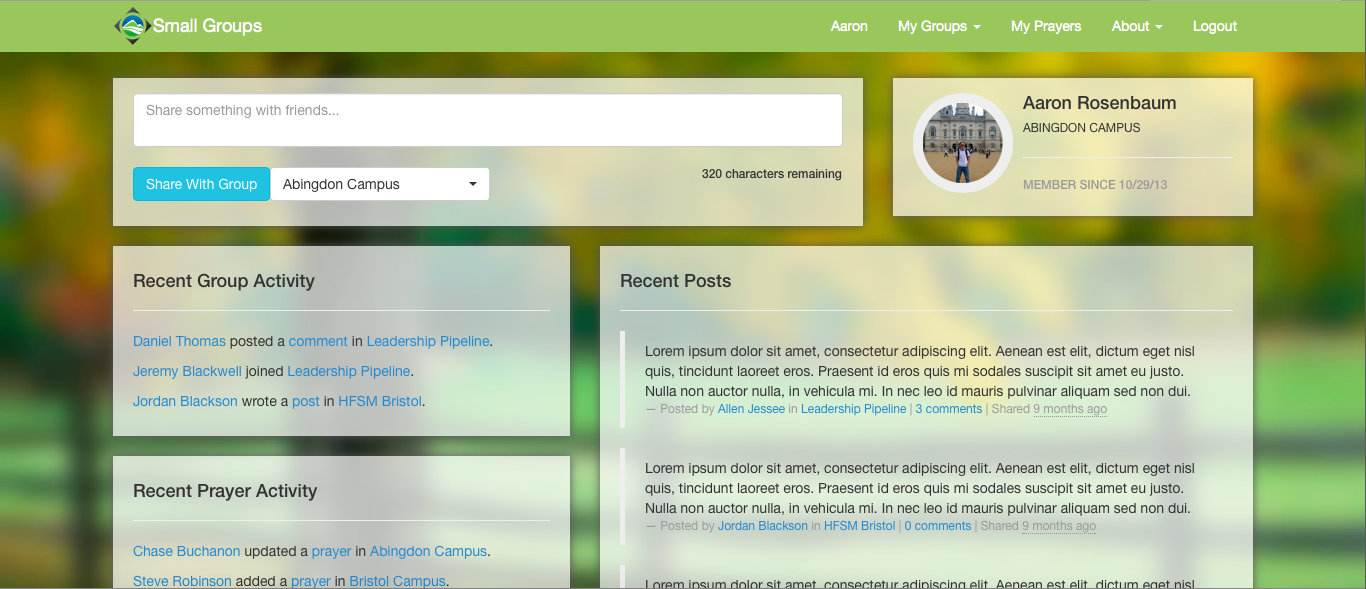 Small Groups
Aaron
My Groups
My Prayers
About
Logout
Share something with friends...
Share With Group
Abingdon Campus
320 characters remaining
Aaron Rosenbaum
ABINGDON CAMPUS
MEMBER SINCE 10/29/13
Recent Group Activity
Daniel Thomas posted a comment in Leadership Pipeline.
Jeremy Blackwell joined Leadership Pipeline.
Jordan Blackson wrote a post in HFSM Bristol.
Recent Prayer Activity
Chase Buchanon updated a prayer in Abingdon Campus.
Steve Robinson added a prayer in Bristol Campus.
Recent Posts
Lorem ipsum dolor sit amet, consectetur adipiscing elit. Aenean est elit, dictum eget nisl
quis, tincidunt laoreet eros. Praesent id eros quis mi sodales suscipit sit amet eu justo.
Nulla non auctor nulla, in vehicula mi. In nec leo id mauris pulvinar aliquam sed non dui.
— Posted by Allen Jessee in Leadership Pipeline | 3 comments | Shared 9 months ago
Lorem ipsum dolor sit amet, consectetur adipiscing elit. Aenean est elit, dictum eget nisl
quis, tincidunt laoreet eros. Praesent id eros quis mi sodales suscipit sit amet eu justo.
Nulla non auctor nulla, in vehicula mi. In nec leo id mauris pulvinar aliquam sed non dui.
— Posted by Jordan Blackson in HFSM Bristol | 0 comments | Shared 9 months ago
Lorem ipsum dolor sit amet, consectetur adipiscing elit. Aenean est elit, dictum eget nisl